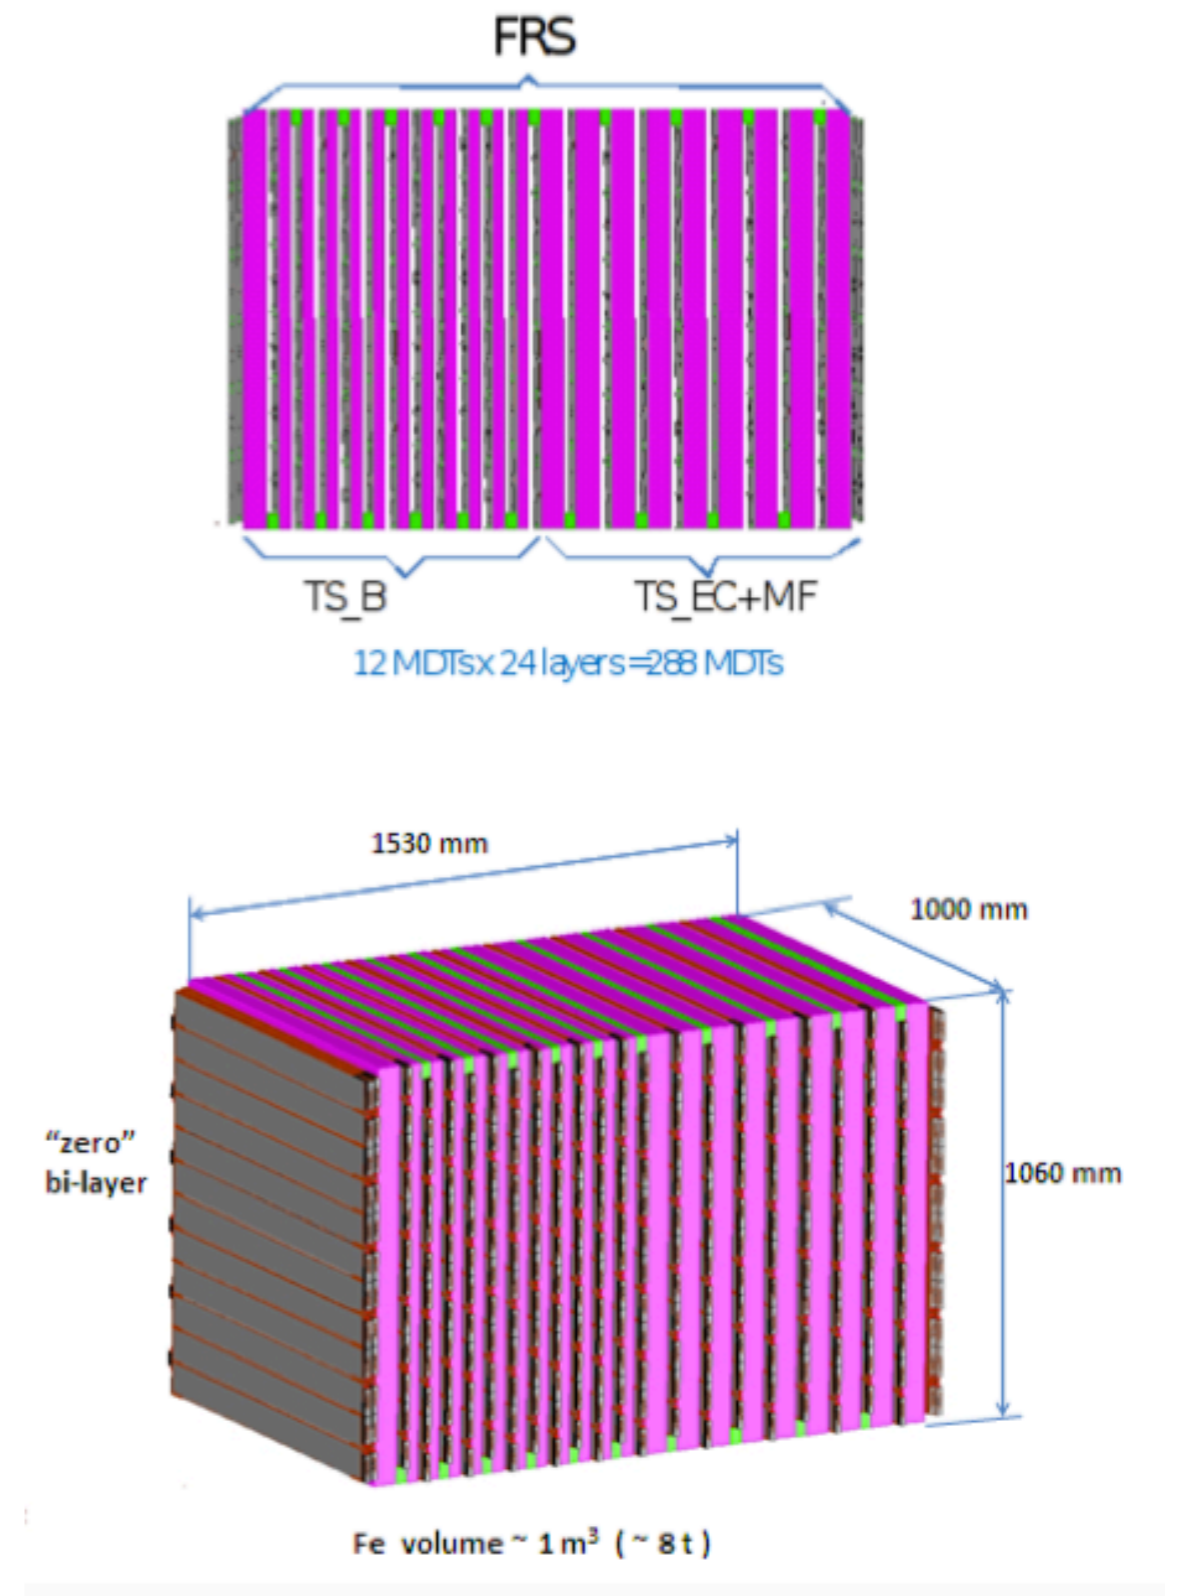 FRS
TS_B
TS_EC+MF
12 MDTsx 24 layers=288 MDTs
1530 mm
1000 mm
“zero”
bi-layer
1060 mm
Fe volume ~ 1 m³ ( ~ 8 t )